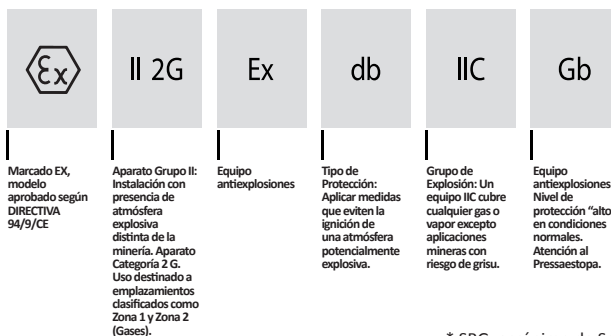 Ex
II 2G
Ex
db
IIC
Gb
Marcado EX,
modelo
aprobado según
DIRECTIVA
94/9/CE
Aparato Grupo II:
Instalación con
presencia de
atmósfera
explosiva
distinta de la
minería. Aparato
Categoría 2 G.
Uso destinado a
emplazamientos
clasificados como
Zona 1 y Zona 2
(Gases).
Equipo
antiexplosiones
Tipo de
Protección:
Aplicar medidas
que eviten la
ignición de
una atmósfera
potencialmente
explosiva.
Grupo de
Explosión: Un
equipo IIC cubre
cualquier gas o
vapor excepto
aplicaciones
mineras con
riesgo de grisu.
Equipo
antiexplosiones
Nivel de
protección "alto
en condiciones
normales.
Atención al
Pressaestopa.